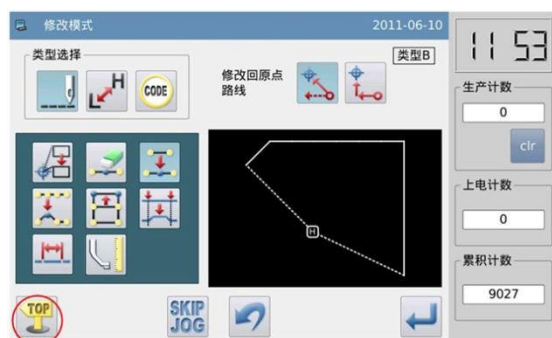 修改模式
2011-06-10
类型选择
H
CODE
修改回原点
路线
类型B
H
TOP
SKIP
JOG
11 53
生产计数
0
clr
上电计数
0
累积计数
9027